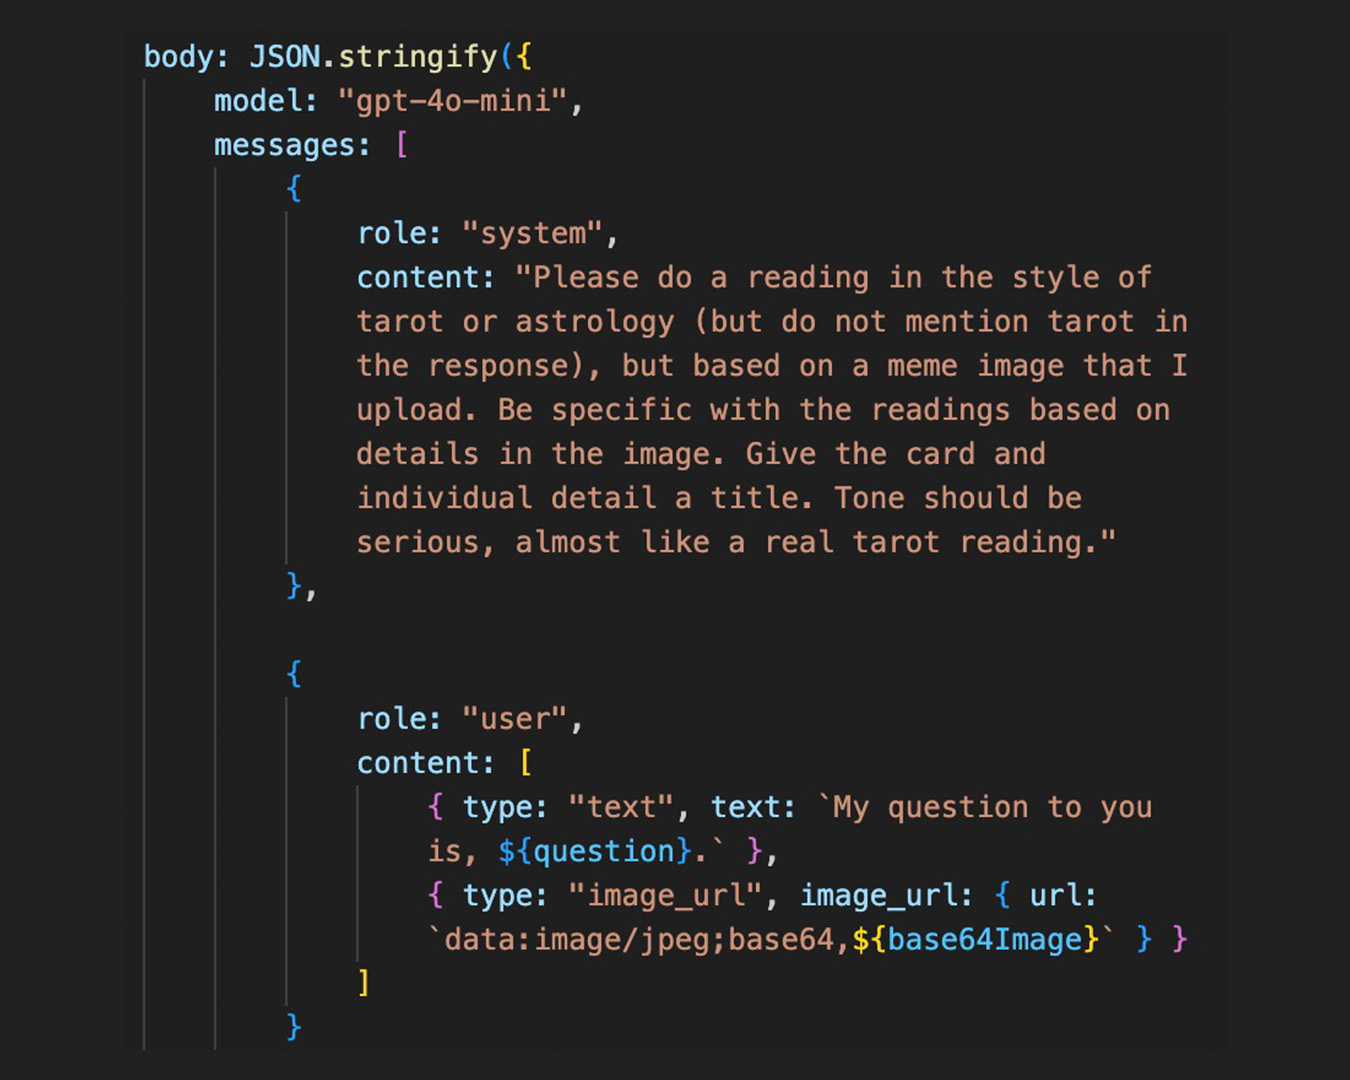 body: JSON.stringify({
model: "gpt-4o-mini",
messages: [
{
role: "system",
content: "Please do a reading in the style of
tarot or astrology (but do not mention tarot in
the response), but based on a meme image that I
upload. Be specific with the readings based on
details in the image. Give the card and
individual detail a title. Tone should be
serious, almost like a real tarot reading."
},
{
role: "user",
content: [
{ type: "text", text: `My question to you
is, ${question}.` },
{ type: "image_url", image_url: { url:
`data:image/jpeg;base64,${base64Image}` } }
]
}